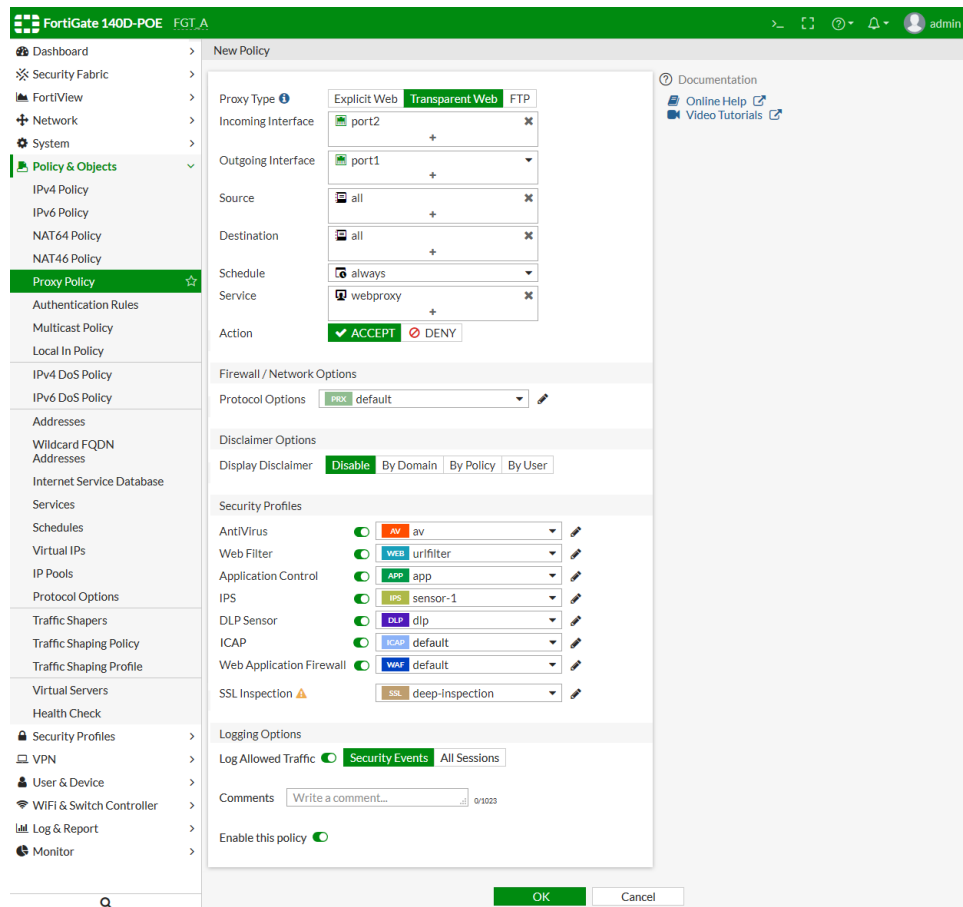 FortiGate 140D-POE FGT_A
>_
admin
Dashboard
Security Fabric
FortiView
Network
System
Policy & Objects
IPv4 Policy
IPv6 Policy
NAT64 Policy
NAT46 Policy
Proxy Policy
Authentication Rules
Multicast Policy
Local In Policy
IPv4 DoS Policy
IPv6 DoS Policy
Addresses
Wildcard FQDN
Addresses
Internet Service Database
Services
Schedules
Virtual IPs
IP Pools
Protocol Options
Traffic Shapers
Traffic Shaping Policy
Traffic Shaping Profile
Virtual Servers
Health Check
Security Profiles
VPN
User & Device
WiFi & Switch Controller
Log & Report
Monitor
New Policy
Proxy Type Explicit Web Transparent Web FTP
Incoming Interface port2
+
Outgoing Interface port1
+
Source all
+
Destination all
+
Schedule always
Service webproxy
+
Action ACCEPT DENY
Firewall / Network Options
Protocol Options PRX default
Disclaimer Options
Display Disclaimer Disable By Domain By Policy By User
Security Profiles
AntiVirus AV av
Web Filter WEB urlfilter
Application Control APP app
IPS IPS sensor-1
DLP Sensor DLP dlp
ICAP ICAP default
Web Application Firewall WAF default
SSL Inspection SSL deep-inspection
Logging Options
Log Allowed Traffic Security Events All Sessions
Comments Write a comment... 0/1023
Enable this policy
OK Cancel
Documentation
Online Help
Video Tutorials